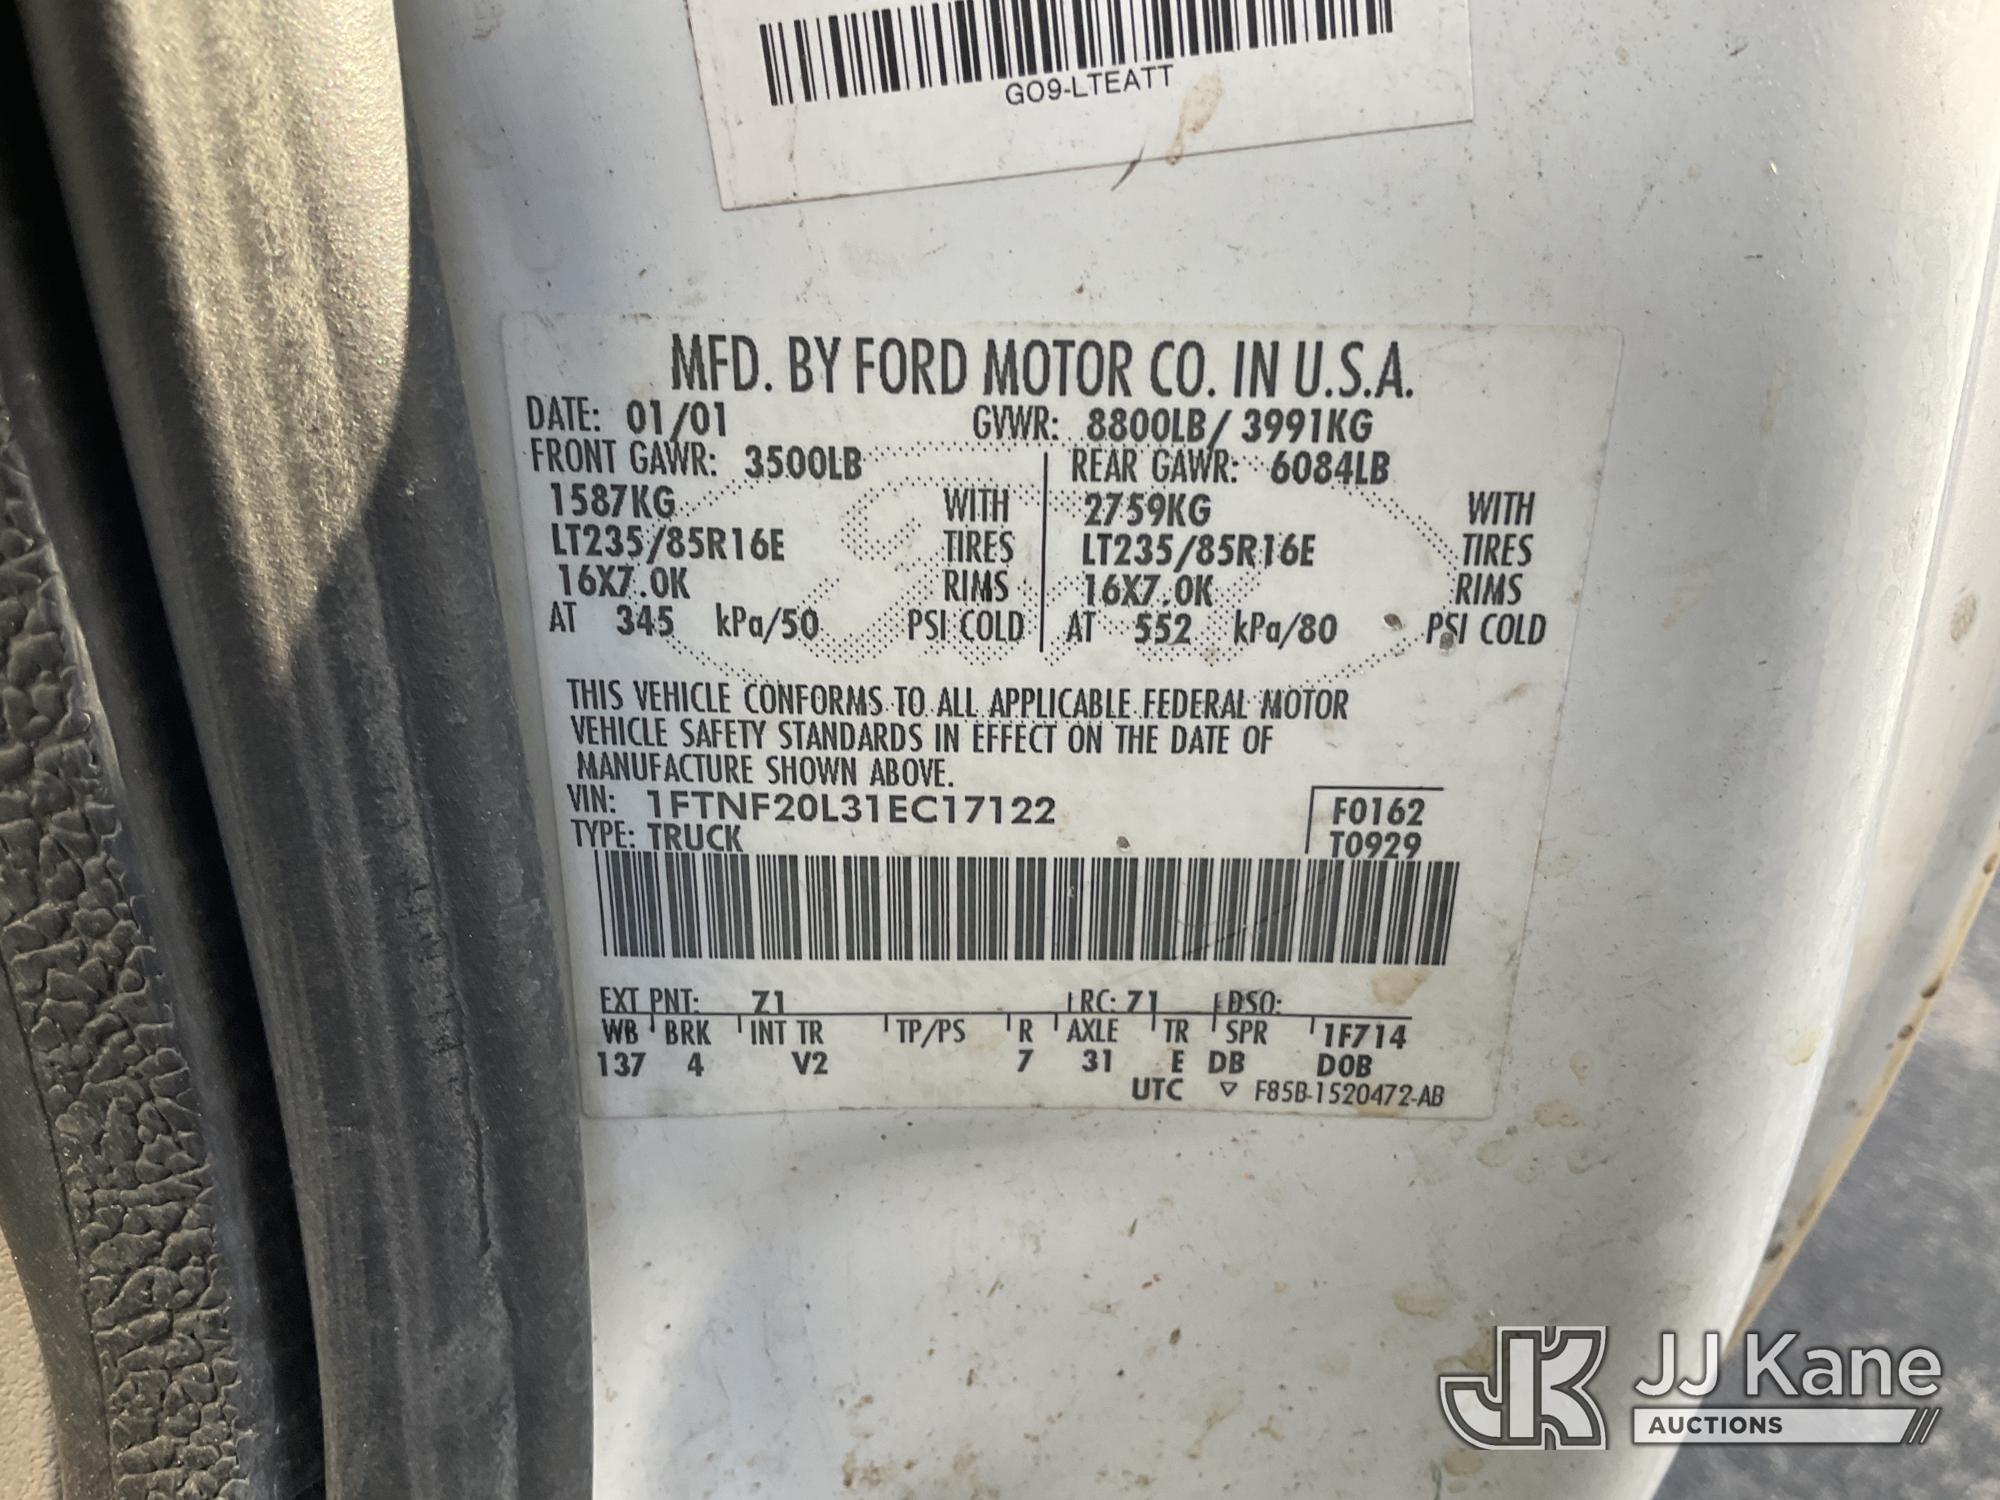 GO9-LTEATT
MFD. BY FORD MOTOR CO. IN U.S.A.
DATE: 01/01 GVWR: 8800LB/ 3991KG
FRONT GAWR: 3500LB REAR GAWR: 6084LB
1587KG WITH 2759KG WITH
LT235/85R16E TIRES LT235/85R16E TIRES
16X7.0K RIMS 16X7.0K RIMS
AT 345 kPa/50 PSI COLD AT 552 kPa/80 PSI COLD
THIS VEHICLE CONFORMS TO ALL APPLICABLE FEDERAL MOTOR
VEHICLE SAFETY STANDARDS IN EFFECT ON THE DATE OF
MANUFACTURE SHOWN ABOVE.
VIN: 1FTNF20L31EC17122 F0162
TYPE: TRUCK T0929
EXT PNT: Z1 RC: 71 DSO:
WB BRK INT TR TP/PS R AXLE TR SPR 1F714
137 4 V2 7 31 E DB DOB
UTC ▽ F85B-1520472-AB
JK JJ Kane
AUCTIONS